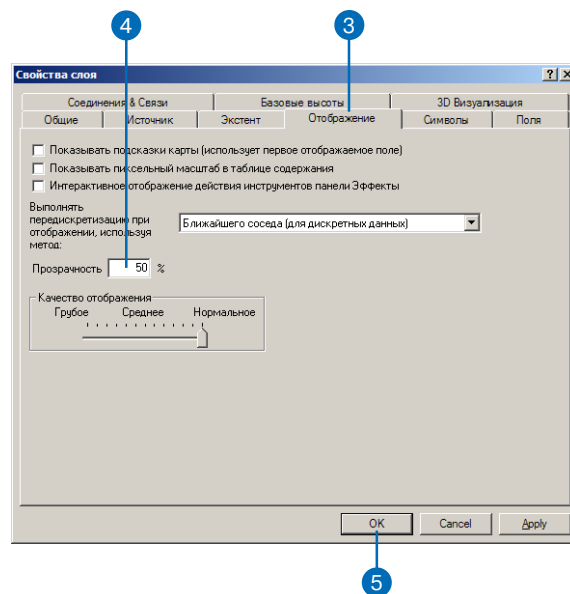 4
3
Свойства слоя
Соединения & Связи
Базовые высоты
3D Визуализация
Общие
Источник
Экстент
Отображение
Символы
Поля
Показывать подсказки карты (использует первое отображаемое поле)
Показывать пиксельный масштаб в таблице содержания
Интерактивное отображение действия инструментов панели Эффекты
Выполнять
передискретизацию при
отображении, используя
метод:
Ближайшего соседа (для дискретных данных)
Прозрачность 50 %
Качество отображения
Грубое Среднее Нормальное
OK Cancel Apply
5